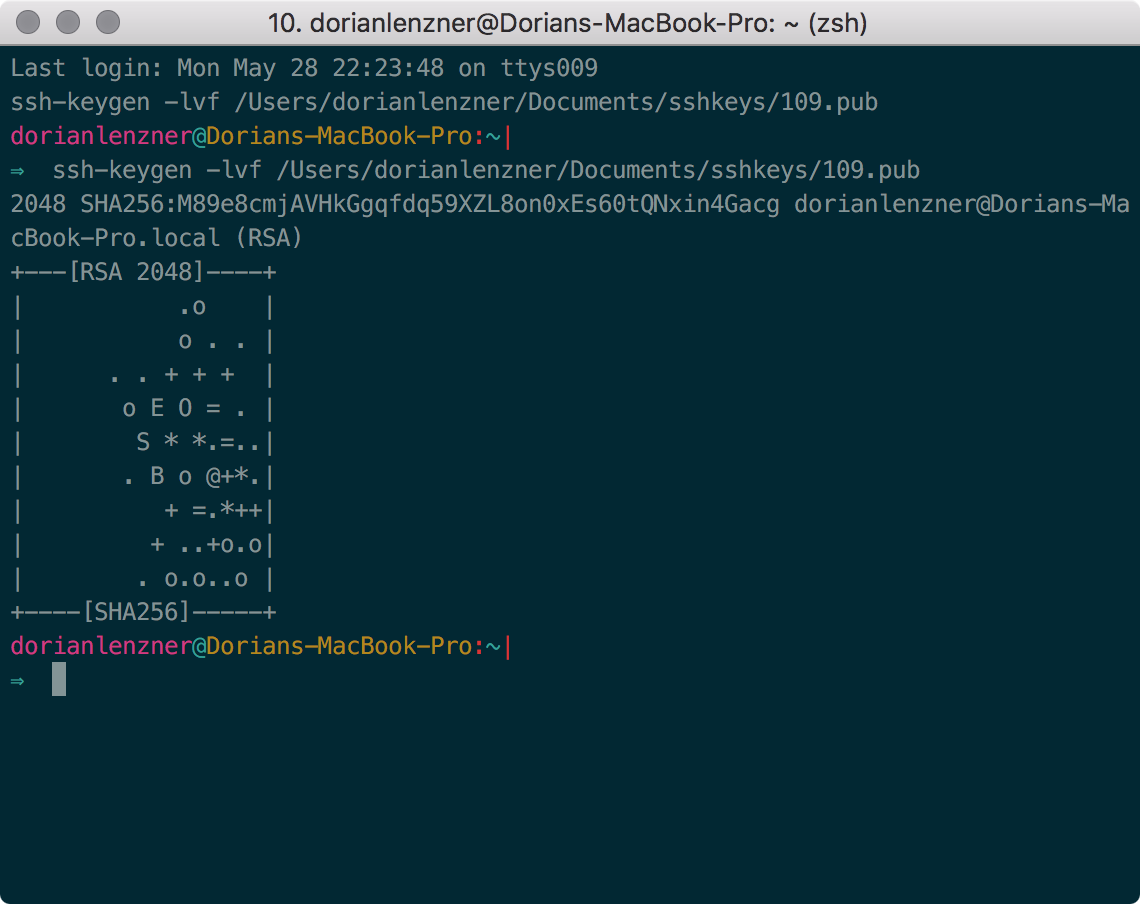 10. dorianlenzner@Dorians-MacBook-Pro: ~ (zsh)
Last login: Mon May 28 22:23:48 on ttys009
ssh-keygen -lvf /Users/dorianlenzner/Documents/sshkeys/109.pub
dorianlenzner@Dorians-MacBook-Pro:~|
⇒  ssh-keygen -lvf /Users/dorianlenzner/Documents/sshkeys/109.pub
2048 SHA256:M89e8cmjAVHkGgqfdq59XZL8on0xEs60tQNxin4Gacg dorianlenzner@Dorians-Ma
cBook-Pro.local (RSA)
+---[RSA 2048]----+
|           .o    |
|           o . . |
|      . . + + +  |
|       o E O = . |
|        S * *.=..|
|       . B o @+*.|
|          + =.*++|
|         + ..+o.o|
|        . o.o..o |
+----[SHA256]-----+
dorianlenzner@Dorians-MacBook-Pro:~|
⇒